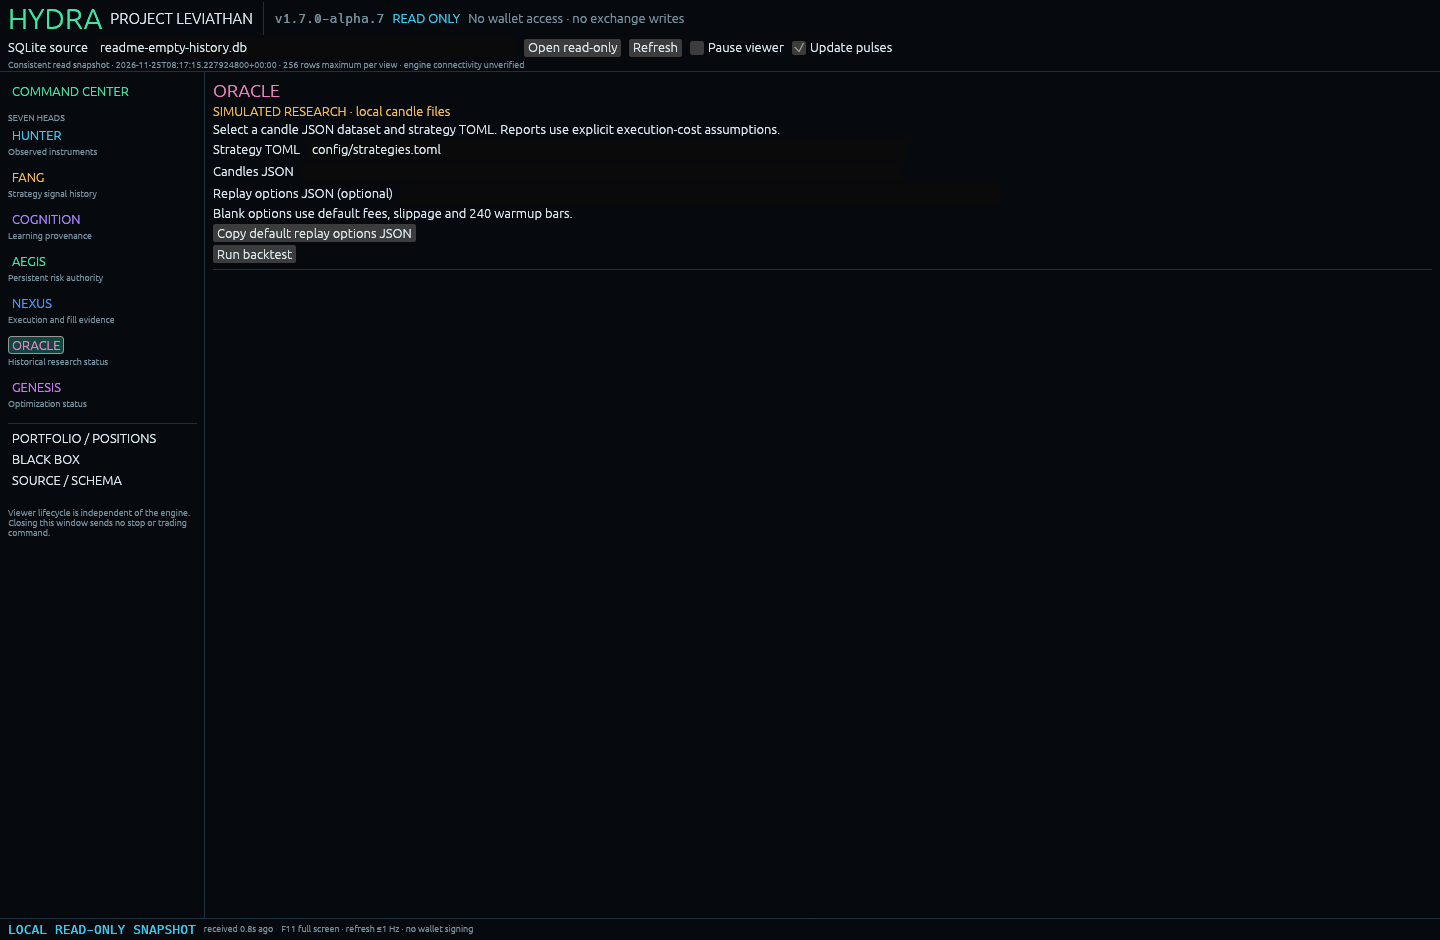 HYDRA PROJECT LEVIATHAN v1.7.0-alpha.7 READ ONLY No wallet access · no exchange writes
SQLite source readme-empty-history.db Open read-only Refresh Pause viewer Update pulses
Consistent read snapshot · 2026-11-25T08:17:15.227924800+00:00 · 256 rows maximum per view · engine connectivity unverified
COMMAND CENTER
SEVEN HEADS
HUNTER
Observed instruments
FANG
Strategy signal history
COGNITION
Learning provenance
AEGIS
Persistent risk authority
NEXUS
Execution and fill evidence
ORACLE
Historical research status
GENESIS
Optimization status
PORTFOLIO / POSITIONS
BLACK BOX
SOURCE / SCHEMA
Viewer lifecycle is independent of the engine.
Closing this window sends no stop or trading
command.
ORACLE
SIMULATED RESEARCH · local candle files
Select a candle JSON dataset and strategy TOML. Reports use explicit execution-cost assumptions.
Strategy TOML config/strategies.toml
Candles JSON
Replay options JSON (optional)
Blank options use default fees, slippage and 240 warmup bars.
Copy default replay options JSON
Run backtest
LOCAL READ-ONLY SNAPSHOT received 0.8s ago F11 full screen · refresh ≤1 Hz · no wallet signing